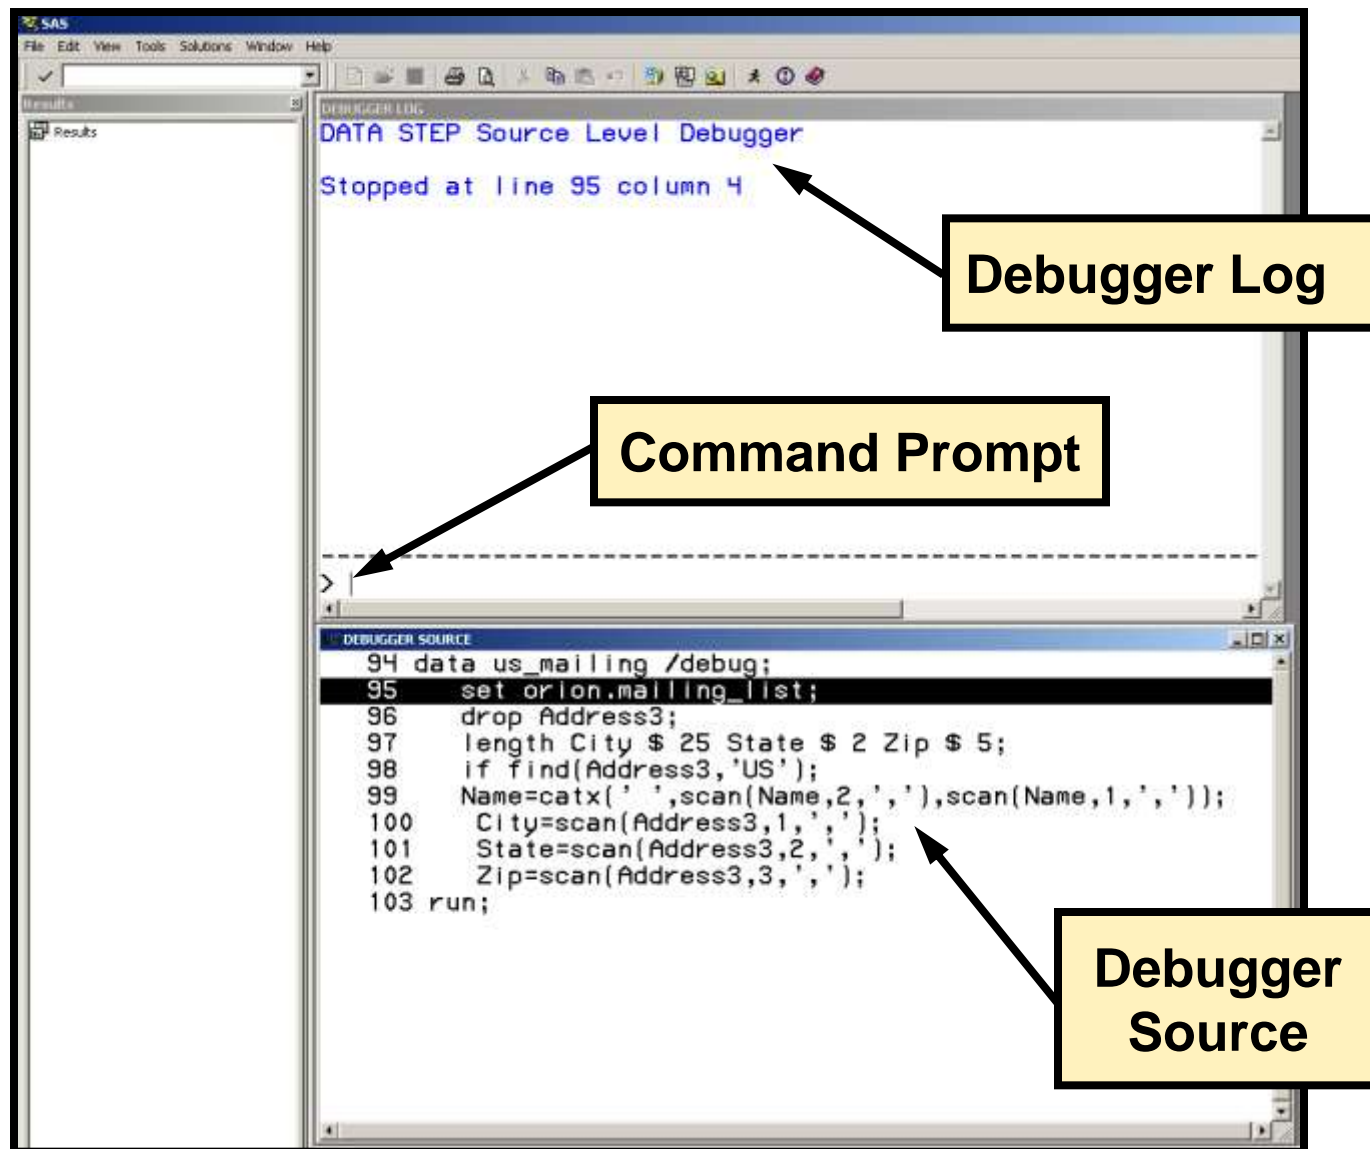 SAS
File Edit View Tools Solutions Window Help
Results
Results
DEBUGGER LOG
DATA STEP Source Level Debugger
Stopped at line 95 column 4
Debugger Log
Command Prompt
>
DEBUGGER SOURCE
94 data us_mailing /debug;
95 set orion.mailing_list;
96 drop Address3;
97 length City $ 25 State $ 2 Zip $ 5;
98 if find(Address3,'US');
99 Name=catx(' ',scan(Name,2,','),scan(Name,1,','));
100 City=scan(Address3,1,',');
101 State=scan(Address3,2,',');
102 Zip=scan(Address3,3,',');
103 run;
Debugger
Source